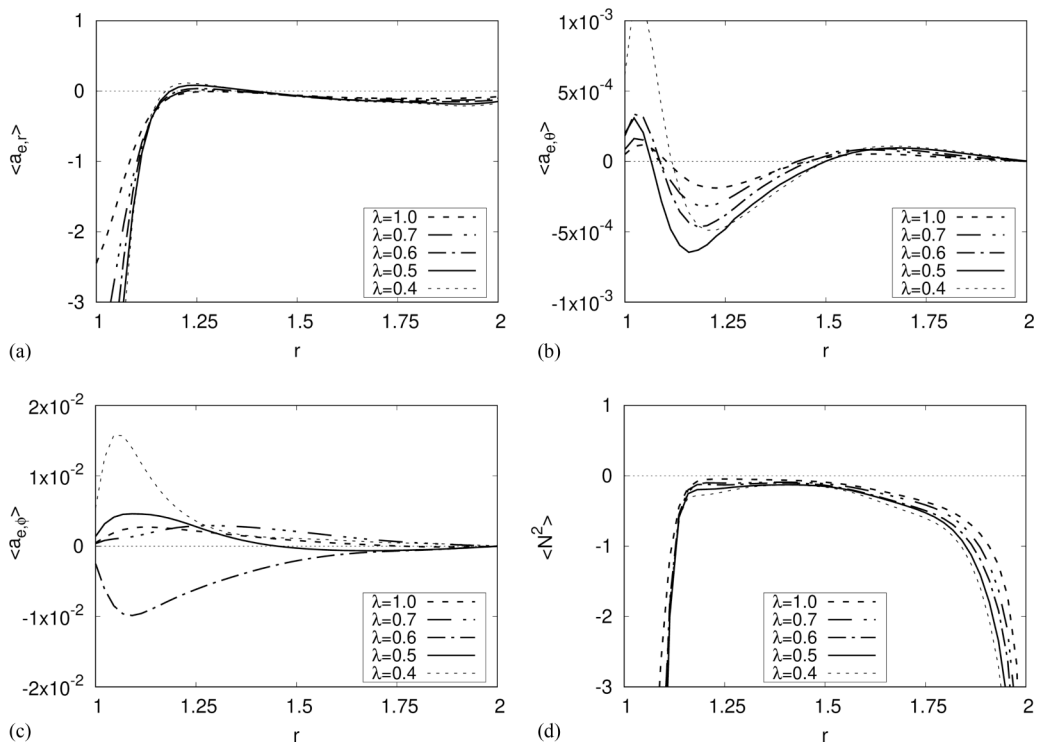 1
0
-1
-2
-3
<a_{e,r}>
λ=1.0
λ=0.7
λ=0.6
λ=0.5
λ=0.4
1 1.25 1.5 1.75 2
r
(a)
1x10^{-3}
5x10^{-4}
0
-5x10^{-4}
-1x10^{-3}
<a_{e,θ}>
λ=1.0
λ=0.7
λ=0.6
λ=0.5
λ=0.4
1 1.25 1.5 1.75 2
r
(b)
2x10^{-2}
1x10^{-2}
0
-1x10^{-2}
-2x10^{-2}
<a_{e,ϕ}>
λ=1.0
λ=0.7
λ=0.6
λ=0.5
λ=0.4
1 1.25 1.5 1.75 2
r
(c)
1
0
-1
-2
-3
<N^2>
λ=1.0
λ=0.7
λ=0.6
λ=0.5
λ=0.4
1 1.25 1.5 1.75 2
r
(d)